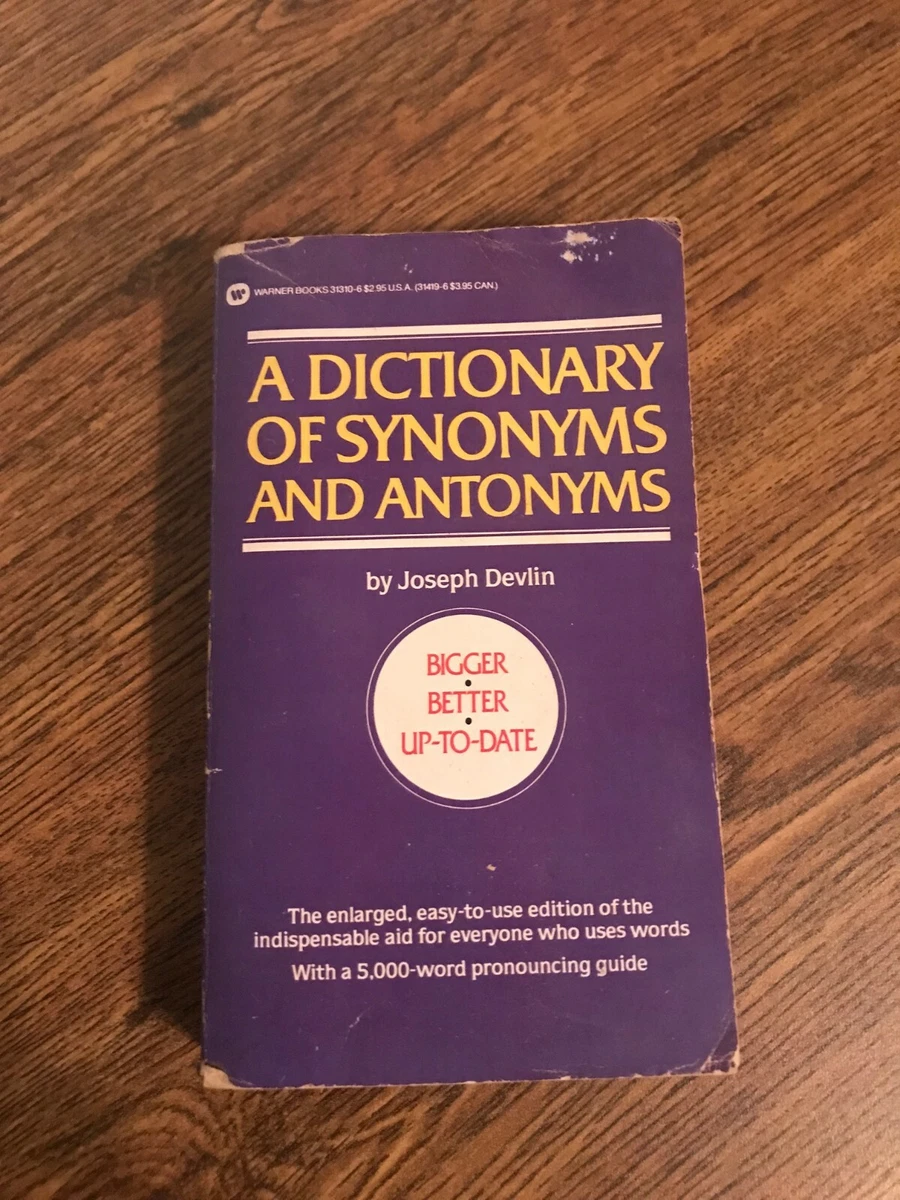 WARNER BOOKS 31310-6 $2.95 U.S.A. (31419-6 $3.95 CAN.)
A DICTIONARY
OF SYNONYMS
AND ANTONYMS
by Joseph Devlin
BIGGER
•
BETTER
•
UP-TO-DATE
The enlarged, easy-to-use edition of the
indispensable aid for everyone who uses words
With a 5,000-word pronouncing guide